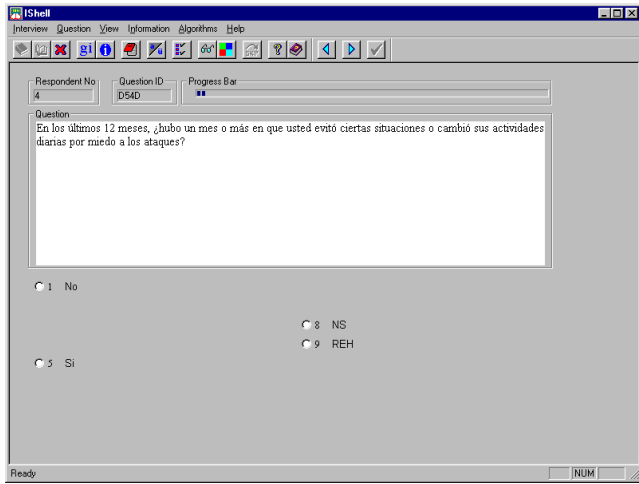 IShell
Interview Question View Information Algorithms Help
gi
Respondent No
Question ID
Progress Bar
4
D54D
Question
En los últimos 12 meses, ¿hubo un mes o más en que usted evitó ciertas situaciones o cambió sus actividades
diarias por miedo a los ataques?
1 No
8 NS
9 REH
5 Si
Ready
NUM